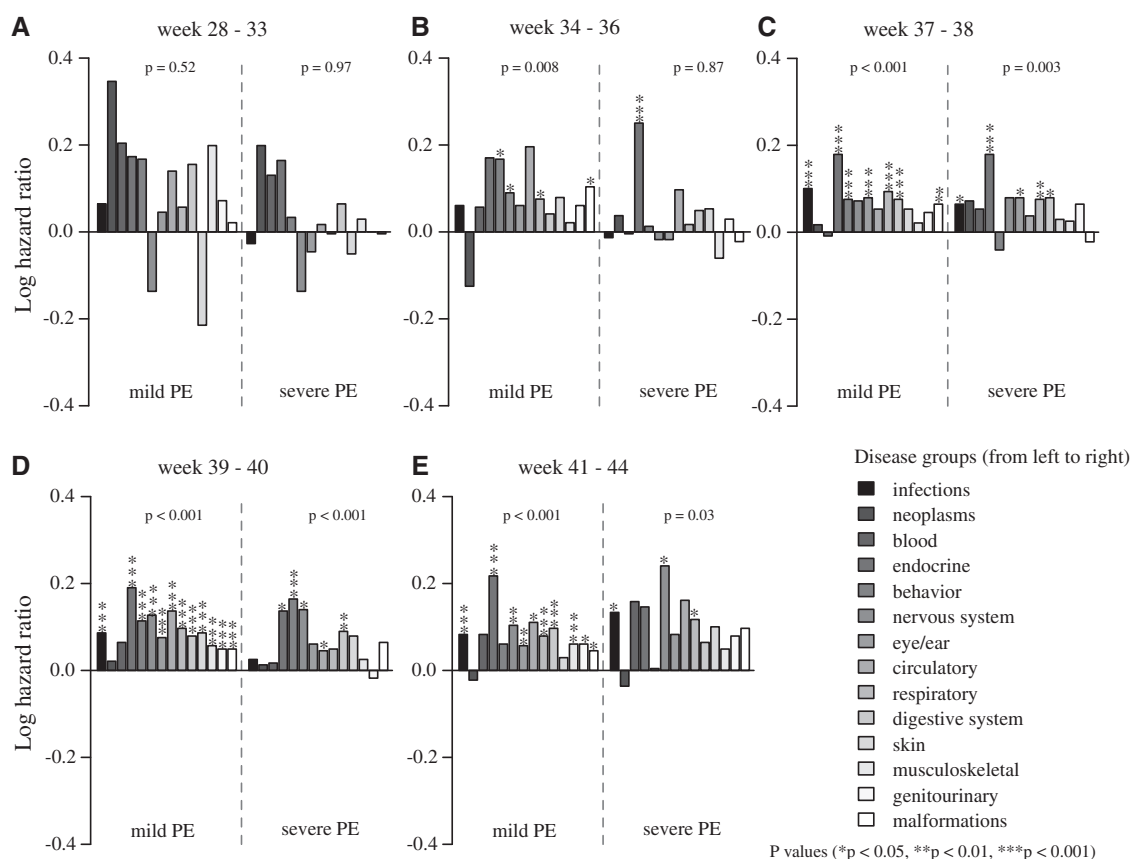 A
week 28 - 33
0.4
p = 0.52
p = 0.97
0.2
0.0
-0.2
-0.4
Log hazard ratio
mild PE
severe PE
B
week 34 - 36
0.4
p = 0.008
p = 0.87
0.2
0.0
-0.2
-0.4
*
*
*
*
***
mild PE
severe PE
C
week 37 - 38
0.4
p < 0.001
p = 0.003
0.2
0.0
-0.2
-0.4
***
***
***
***
***
***
**
*
***
*
**
*
mild PE
severe PE
D
week 39 - 40
0.4
p < 0.001
p < 0.001
0.2
0.0
-0.2
-0.4
Log hazard ratio
***
***
***
***
***
***
***
***
***
***
***
***
*
***
*
*
**
mild PE
severe PE
E
week 41 - 44
0.4
p < 0.001
p = 0.03
0.2
0.0
-0.2
-0.4
***
***
**
**
**
***
***
***
**
*
*
*
*
mild PE
severe PE
Disease groups (from left to right)
infections
neoplasms
blood
endocrine
behavior
nervous system
eye/ear
circulatory
respiratory
digestive system
skin
musculoskeletal
genitourinary
malformations
P values (*p < 0.05, **p < 0.01, ***p < 0.001)